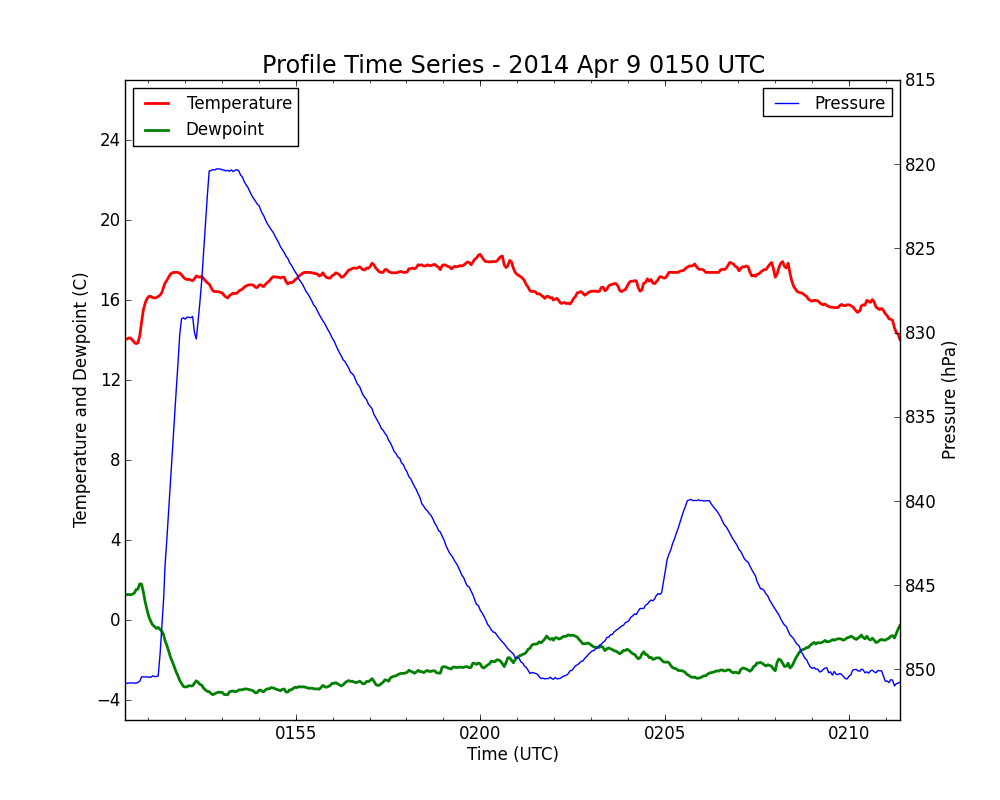 Profile Time Series - 2014 Apr 9 0150 UTC
Temperature
Dewpoint
Pressure
24
20
16
12
8
4
0
−4
Temperature and Dewpoint (C)
815
820
825
830
835
840
845
850
Pressure (hPa)
0155
0200
0205
0210
Time (UTC)